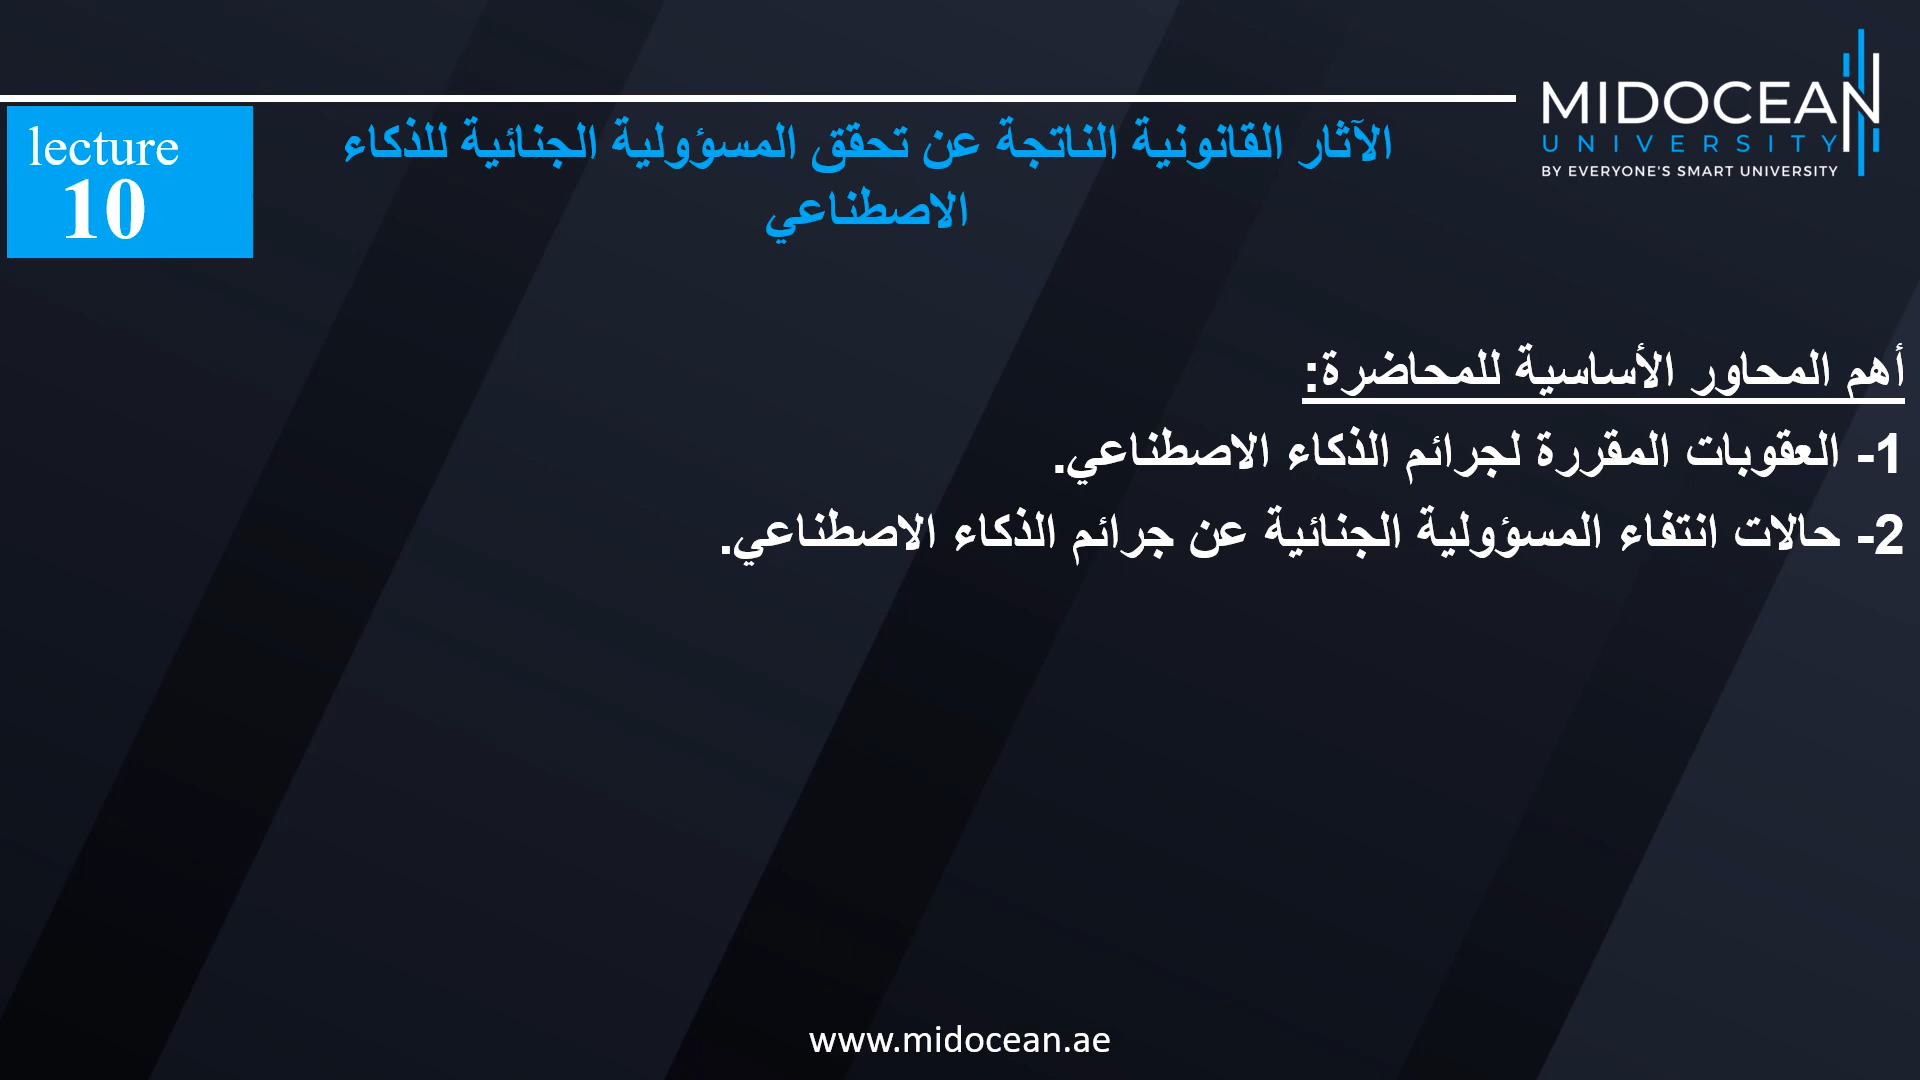 MIDOCEAN
UNIVERSITY
BY EVERYONE'S SMART UNIVERSITY
lecture
10
الآثار القانونية الناتجة عن تحقق المسؤولية الجنائية للذكاء
الاصطناعي
أهم المحاور الأساسية للمحاضرة:
1- العقوبات المقررة لجرائم الذكاء الاصطناعي.
2- حالات انتفاء المسؤولية الجنائية عن جرائم الذكاء الاصطناعي.
www.midocean.ae